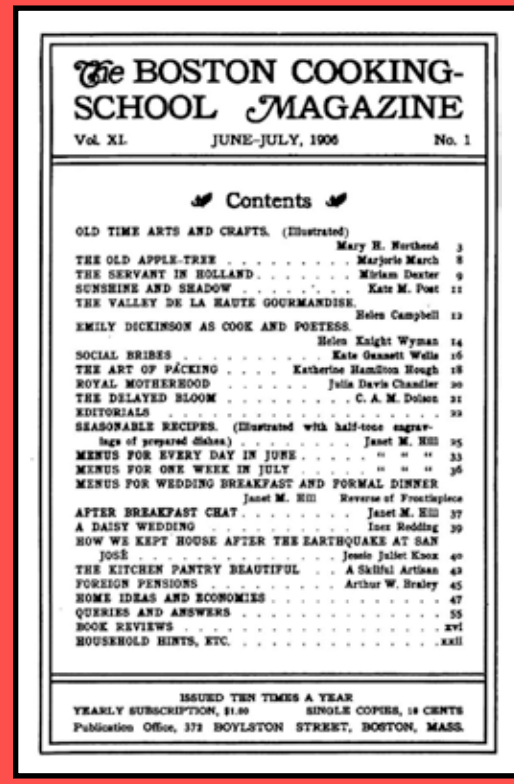 The BOSTON COOKING-
SCHOOL MAGAZINE
Vol. XI. JUNE-JULY, 1906 No. 1
Contents
OLD TIME ARTS AND CRAFTS. (Illustrated)
Mary H. Northend 3
THE OLD APPLE-TREE . . . . . . . . . . Marjorie March 8
THE SERVANT IN HOLLAND . . . . . . . Miriam Dexter 9
SUNSHINE AND SHADOW . . . . . . . . Kate M. Post 11
THE VALLEY DE LA HAUTE GOURMANDISE.
Helen Campbell 12
EMILY DICKINSON AS COOK AND POETESS.
Helen Knight Wyman 14
SOCIAL BRIBES . . . . . . . . . . Kate Gannett Wells 16
THE ART OF PACKING . . . . Katherine Hamilton Hough 18
ROYAL MOTHERHOOD . . . . . . Julia Davis Chandler 20
THE DELAYED BLOOM . . . . . . . . . C. A. M. Dolson 21
EDITORIALS . . . . . . . . . . . . . . . . . . 22
SEASONABLE RECIPES. (Illustrated with half-tone engrav-
ings of prepared dishes.) . . . . . . . . Janet M. Hill 25
MENUS FOR EVERY DAY IN JUNE . . . . . " " " 33
MENUS FOR ONE WEEK IN JULY . . . . . " " " 36
MENUS FOR WEDDING BREAKFAST AND FORMAL DINNER
Janet M. Hill Reverse of Frontispiece
AFTER BREAKFAST CHAT . . . . . . . . . Janet M. Hill 37
A DAISY WEDDING . . . . . . . . . . . Inez Redding 39
HOW WE KEPT HOUSE AFTER THE EARTHQUAKE AT SAN
JOSÉ . . . . . . . . . . . . Jessie Juliet Knox 40
THE KITCHEN PANTRY BEAUTIFUL . . A Skilful Artisan 42
FOREIGN PENSIONS . . . . . . . . . Arthur W. Braley 45
HOME IDEAS AND ECONOMIES . . . . . . . . . . . 47
QUERIES AND ANSWERS . . . . . . . . . . . . . 55
BOOK REVIEWS . . . . . . . . . . . . . . . . xvi
HOUSEHOLD HINTS, ETC. . . . . . . . . . . . . xxii
ISSUED TEN TIMES A YEAR
YEARLY SUBSCRIPTION, $1.00 SINGLE COPIES, 10 CENTS
Publication Office, 372 BOYLSTON STREET, BOSTON, MASS.